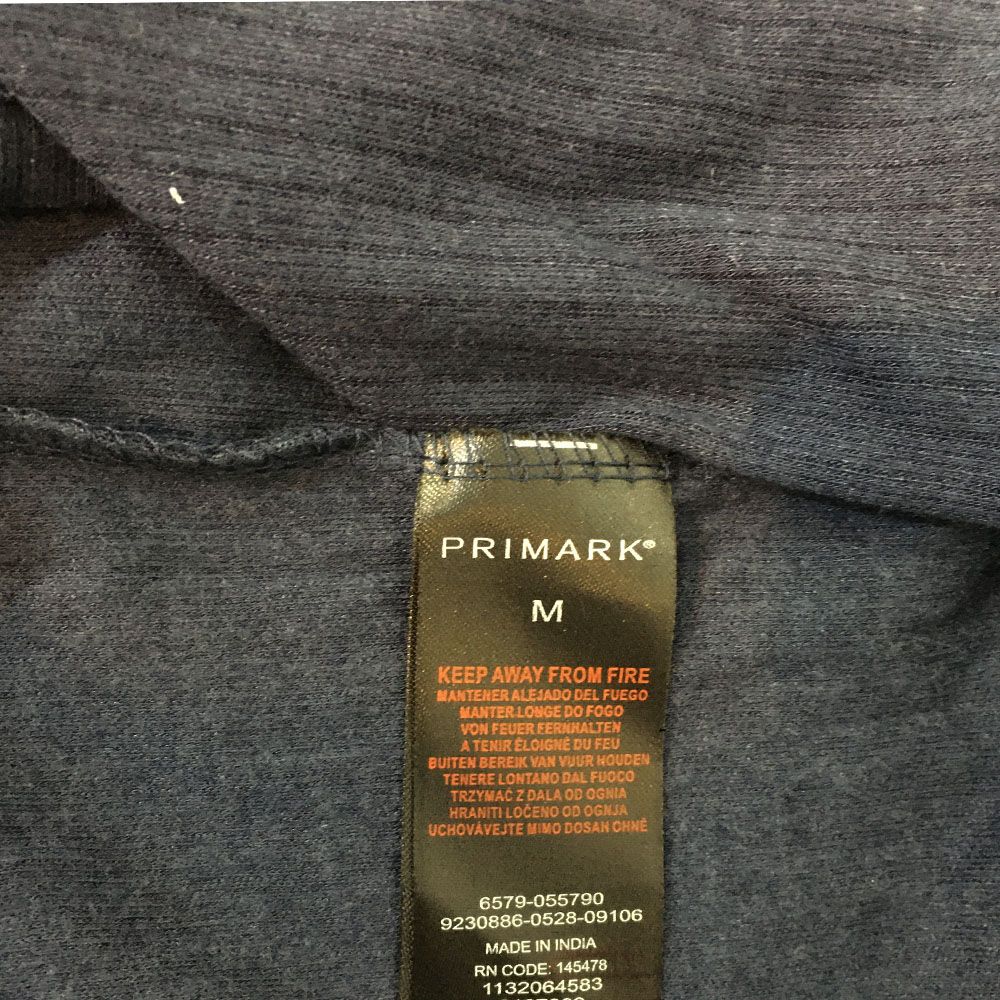 PRIMARK®
M
KEEP AWAY FROM FIRE
MANTENER ALEJADO DEL FUEGO
MANTER LONGE DO FOGO
VON FEUER FERNHALTEN
A TENIR ÉLOIGNÉ DU FEU
BUITEN BEREIK VAN VUUR HOUDEN
TENERE LONTANO DAL FUOCO
TRZYMAĆ Z DALA OD OGNIA
HRANITI LOČENO OD OGNJA
UCHOVÁVEJTE MIMO DOSAH OHNĚ
6579-055790
9230886-0528-09106
MADE IN INDIA
RN CODE: 145478
1132064583